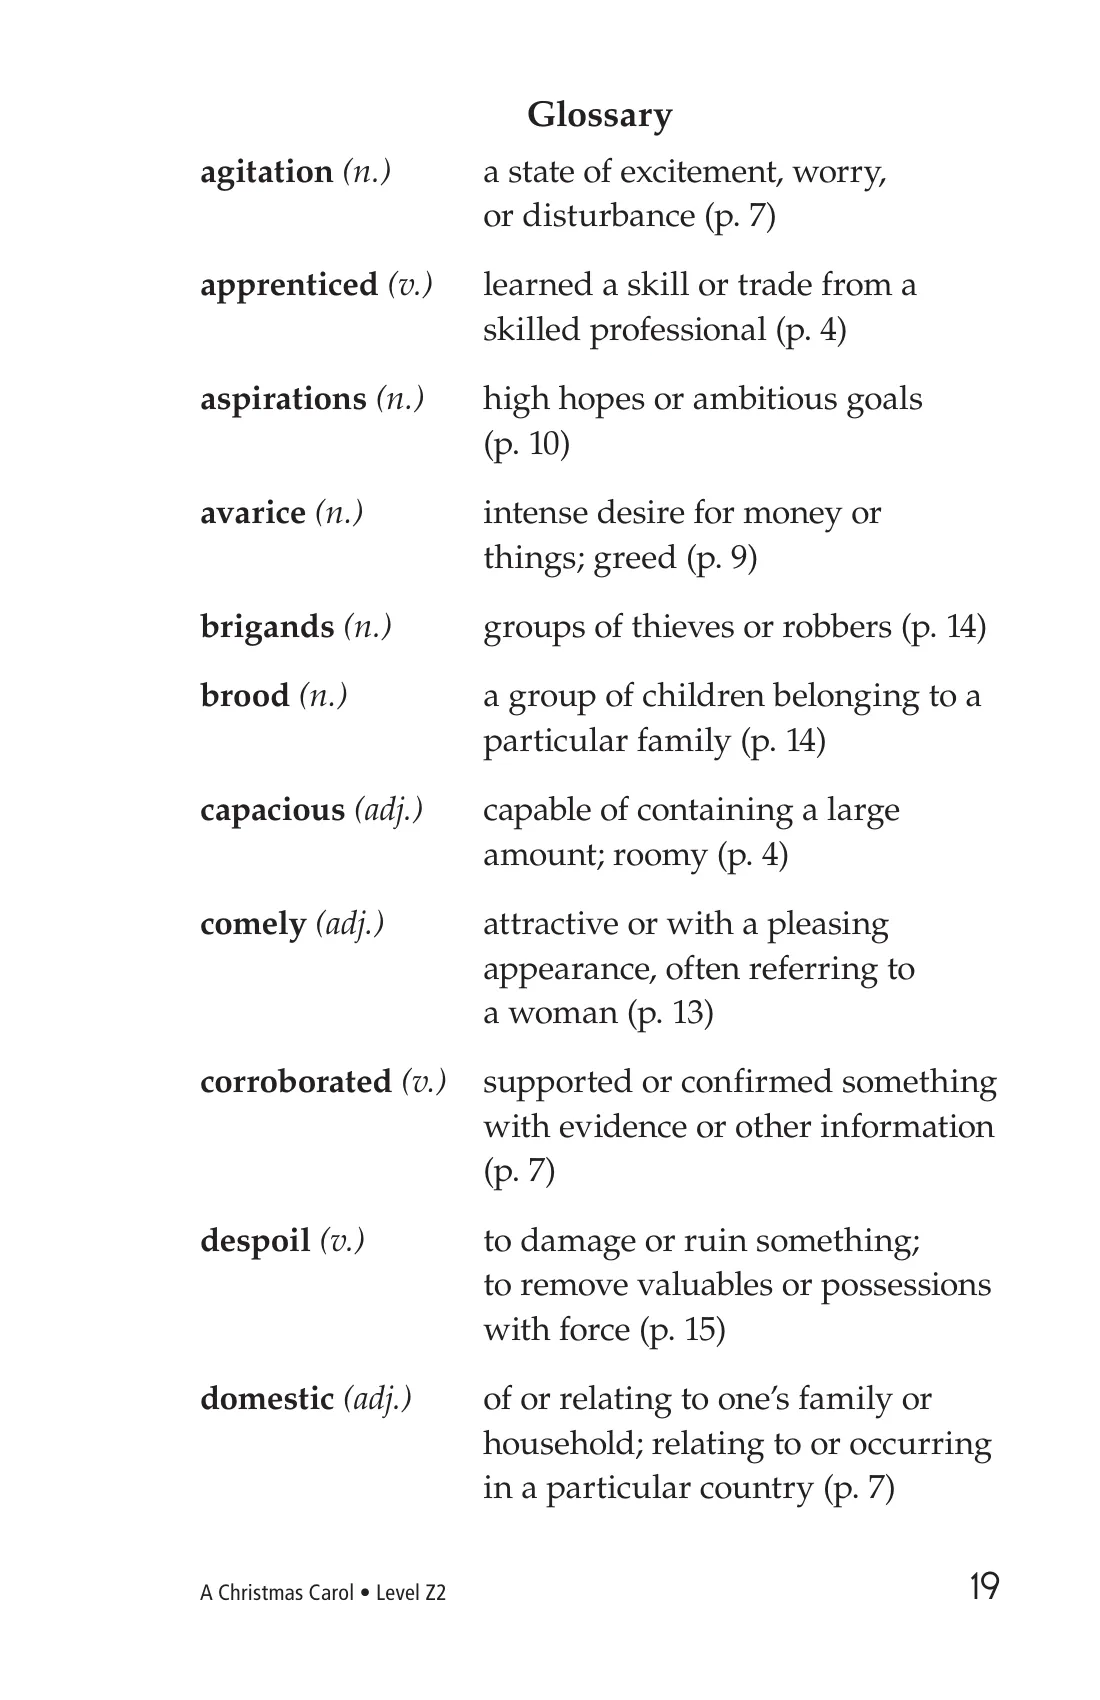 Glossary
agitation (n.) a state of excitement, worry,
or disturbance (p. 7)
apprenticed (v.) learned a skill or trade from a
skilled professional (p. 4)
aspirations (n.) high hopes or ambitious goals
(p. 10)
avarice (n.) intense desire for money or
things; greed (p. 9)
brigands (n.) groups of thieves or robbers (p. 14)
brood (n.) a group of children belonging to a
particular family (p. 14)
capacious (adj.) capable of containing a large
amount; roomy (p. 4)
comely (adj.) attractive or with a pleasing
appearance, often referring to
a woman (p. 13)
corroborated (v.) supported or confirmed something
with evidence or other information
(p. 7)
despoil (v.) to damage or ruin something;
to remove valuables or possessions
with force (p. 15)
domestic (adj.) of or relating to one’s family or
household; relating to or occurring
in a particular country (p. 7)
A Christmas Carol • Level Z2 19